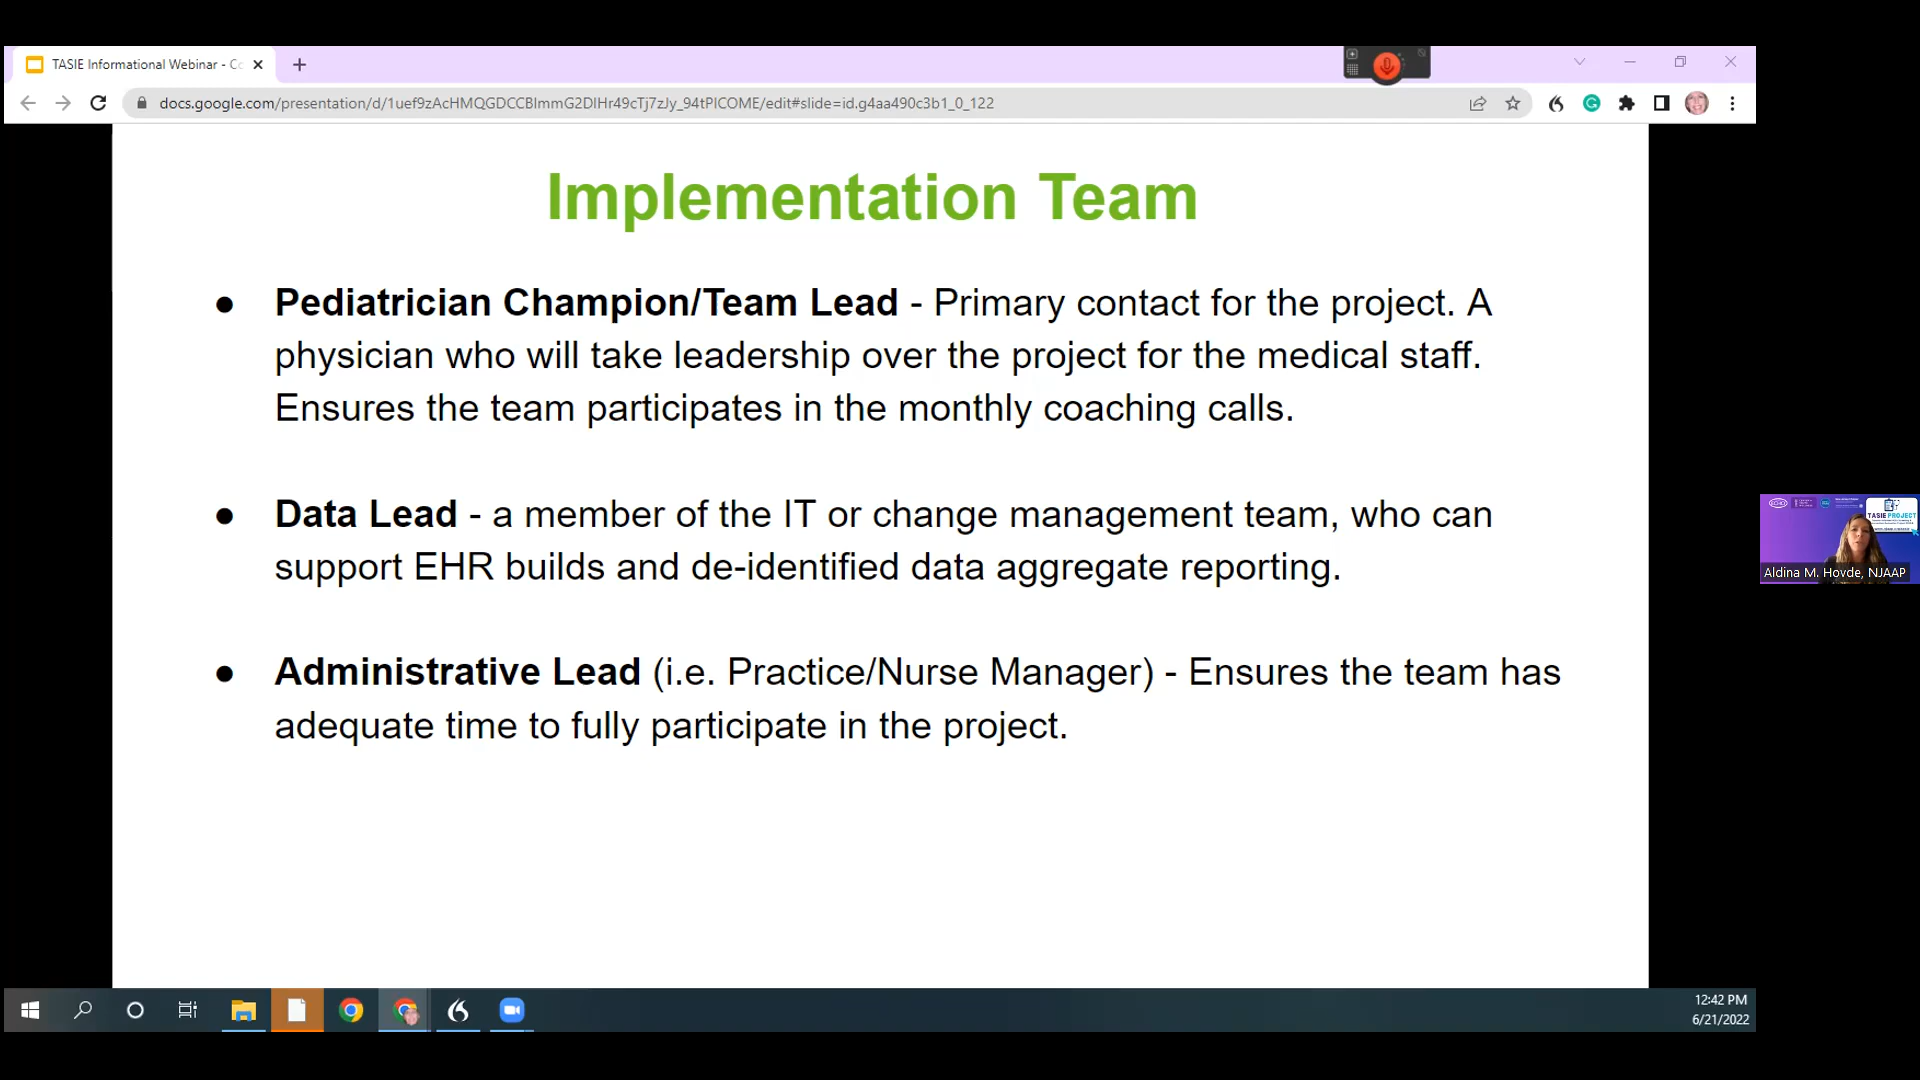 TASIE Informational Webinar - Co
docs.google.com/presentation/d/1uef9zAcHMQGDCCBlmmG2DIHr49cTj7zJy_94tPICOME/edit#slide=id.g4aa490c3b1_0_122
Implementation Team
● Pediatrician Champion/Team Lead - Primary contact for the project. A
physician who will take leadership over the project for the medical staff.
Ensures the team participates in the monthly coaching calls.
● Data Lead - a member of the IT or change management team, who can
support EHR builds and de-identified data aggregate reporting.
● Administrative Lead (i.e. Practice/Nurse Manager) - Ensures the team has
adequate time to fully participate in the project.
TASIE PROJECT
Aldina M. Hovde, NJAAP
12:42 PM
6/21/2022